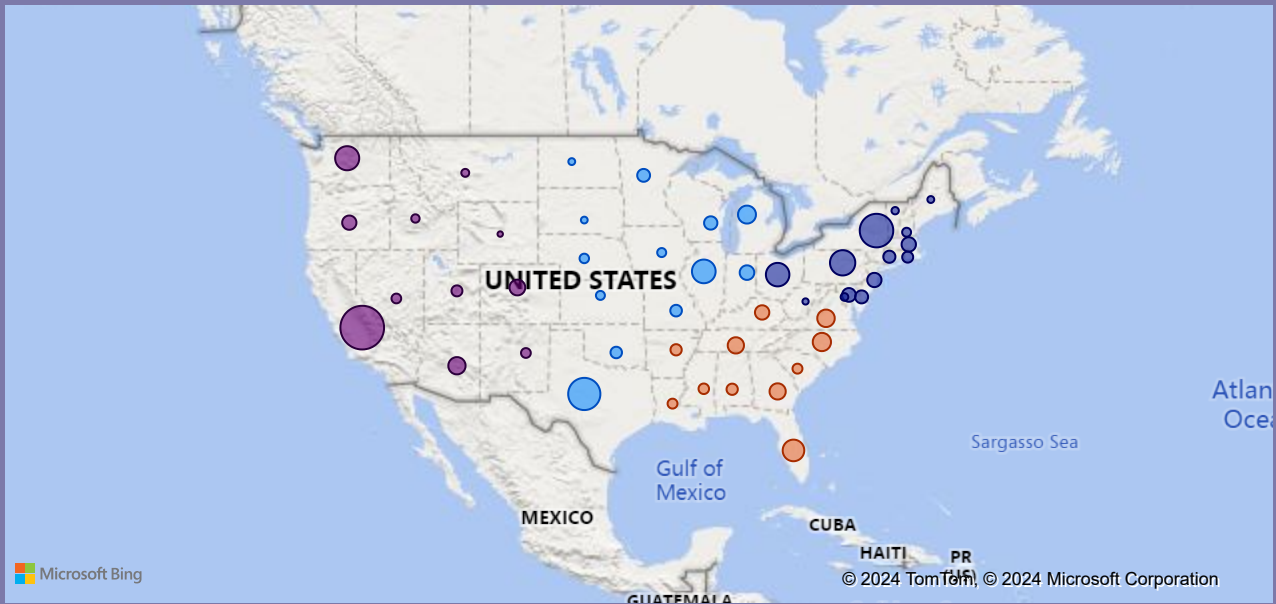 UNITED STATES
Atlan
Ocea
Sargasso Sea
Gulf of
Mexico
MEXICO
CUBA
HAITI
PR
(US)
Microsoft Bing
© 2024 TomTom, © 2024 Microsoft Corporation
GUATEMALA